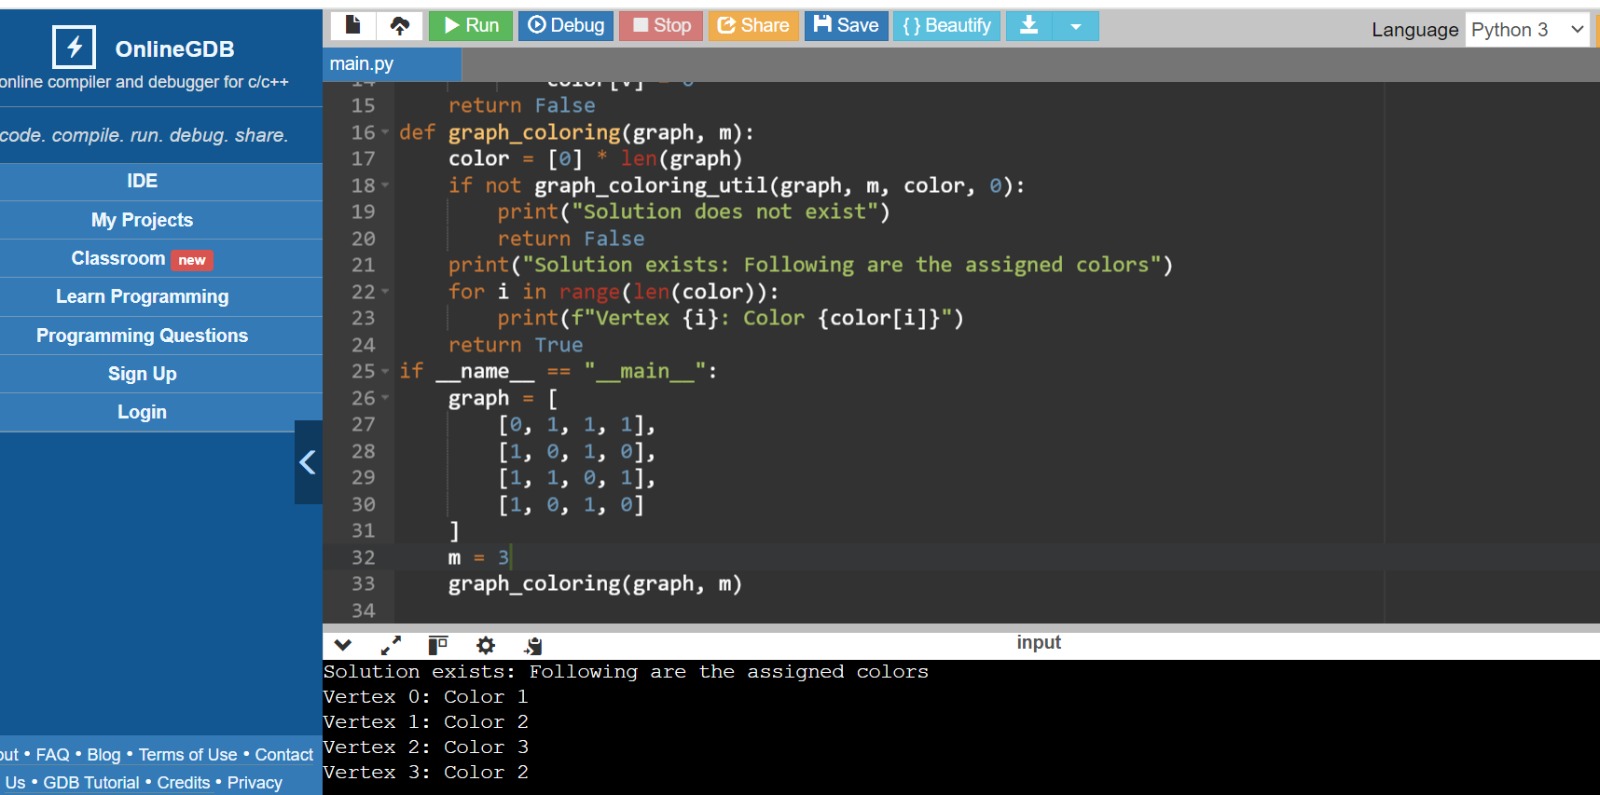 OnlineGDB
online compiler and debugger for c/c++
code. compile. run. debug. share.
IDE
My Projects
Classroom new
Learn Programming
Programming Questions
Sign Up
Login
out • FAQ • Blog • Terms of Use • Contact
Us • GDB Tutorial • Credits • Privacy
Run Debug Stop Share Save { } Beautify
Language Python 3
main.py
14 color[v] = 0
15 return False
16 def graph_coloring(graph, m):
17 color = [0] * len(graph)
18 if not graph_coloring_util(graph, m, color, 0):
19 print("Solution does not exist")
20 return False
21 print("Solution exists: Following are the assigned colors")
22 for i in range(len(color)):
23 print(f"Vertex {i}: Color {color[i]}")
24 return True
25 if __name__ == "__main__":
26 graph = [
27 [0, 1, 1, 1],
28 [1, 0, 1, 0],
29 [1, 1, 0, 1],
30 [1, 0, 1, 0]
31 ]
32 m = 3
33 graph_coloring(graph, m)
34
input
Solution exists: Following are the assigned colors
Vertex 0: Color 1
Vertex 1: Color 2
Vertex 2: Color 3
Vertex 3: Color 2